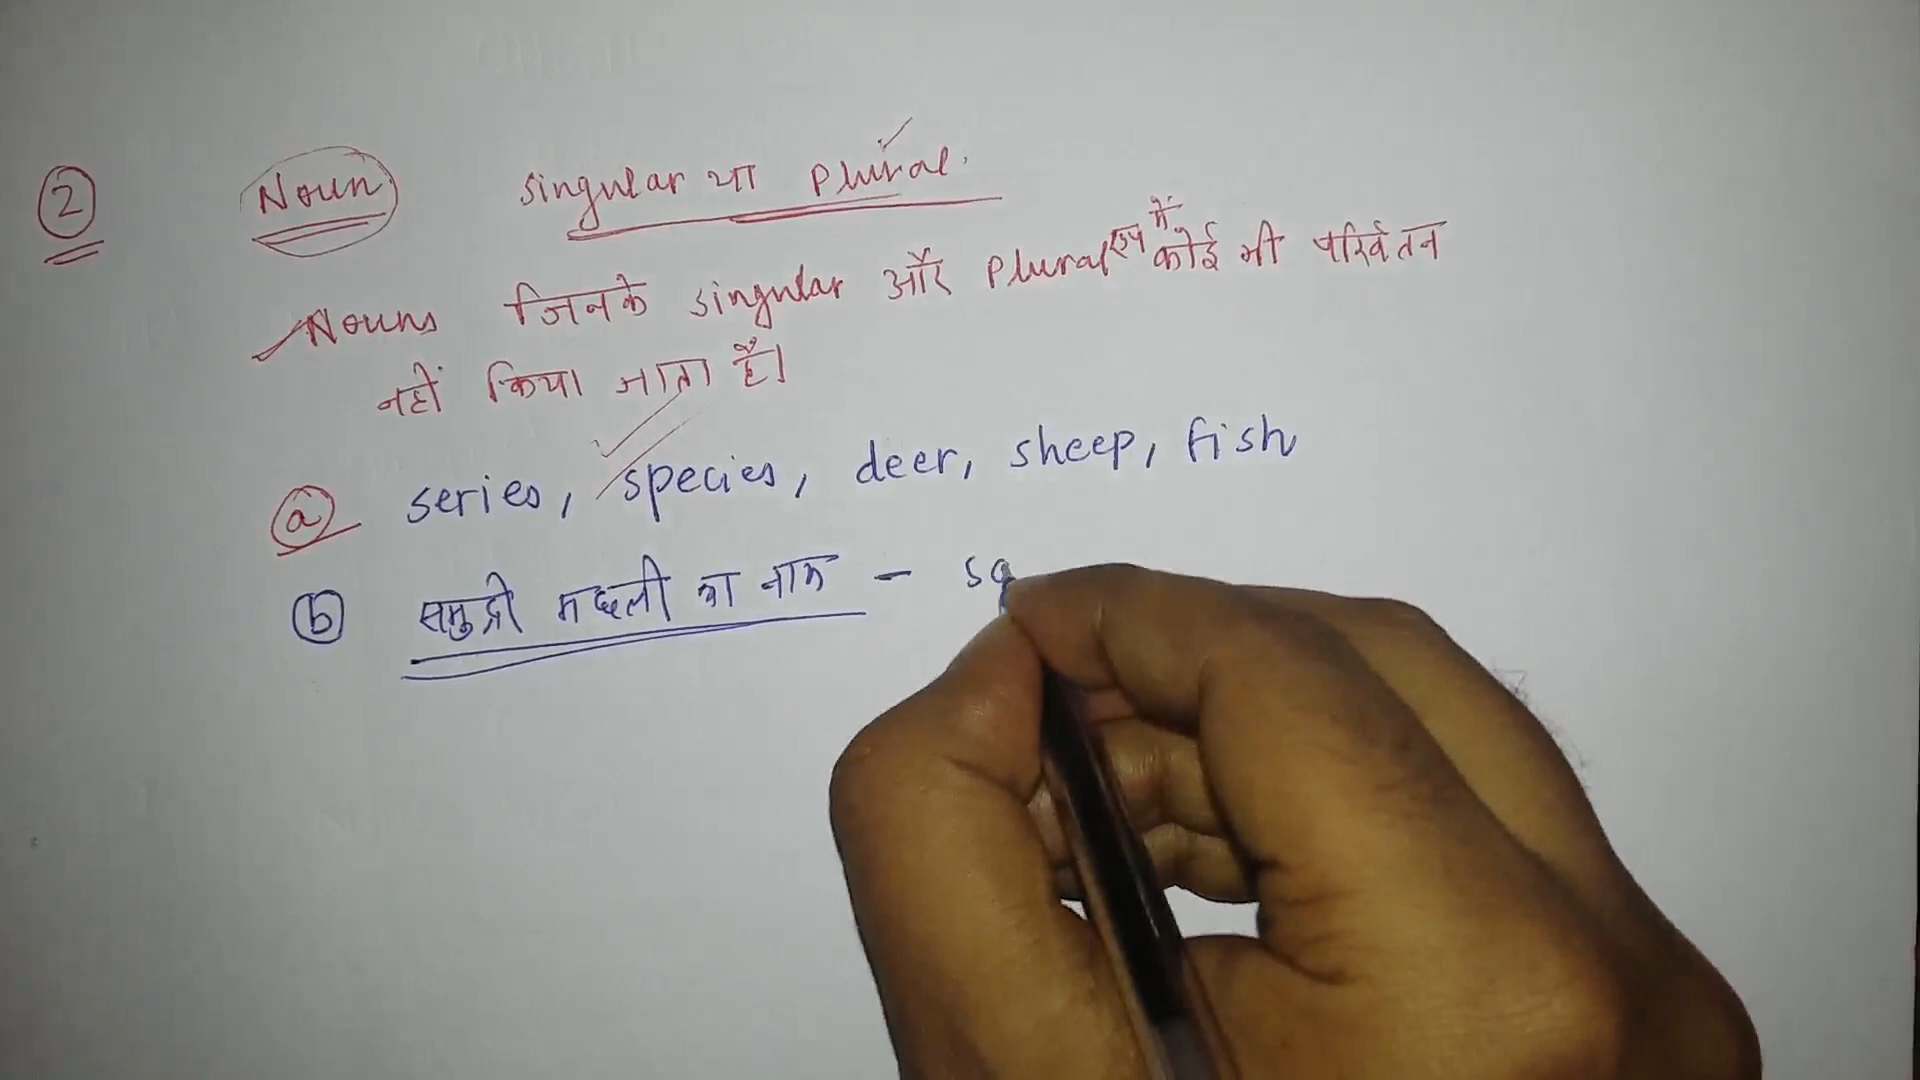 ② Noun singular या plural.
Nouns जिनके singular और plural रूप में कोई भी परिवर्तन
नहीं किया जाता है।
ⓐ series, species, deer, sheep, fish
ⓑ समुद्री मछली का नाम -